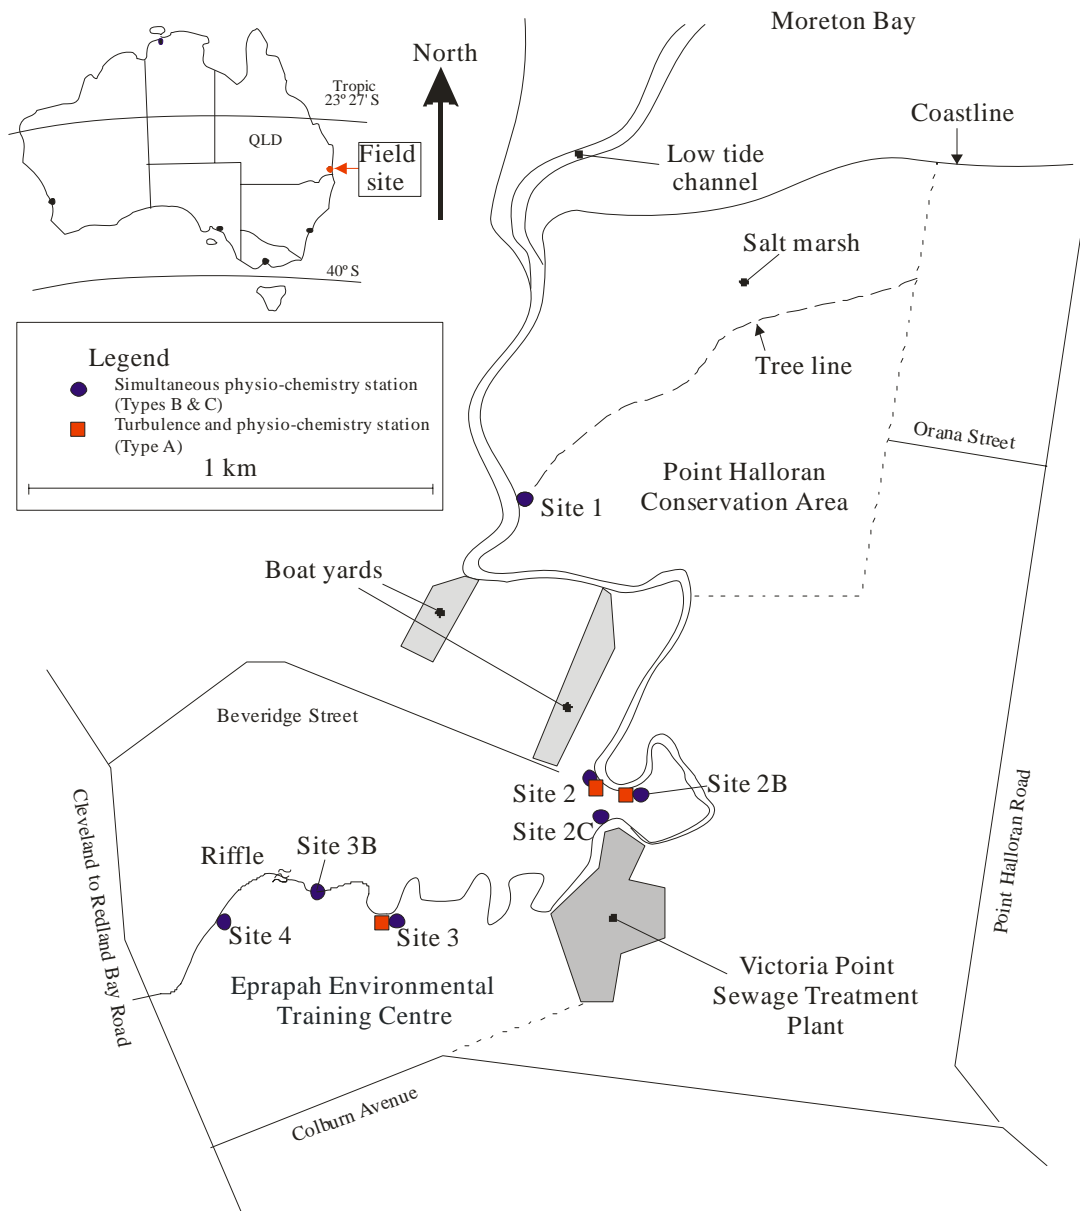 Moreton Bay
North
Tropic
23° 27' S
QLD
Field
site
40° S
Coastline
Low tide
channel
Salt marsh
Tree line
Legend
Simultaneous physio-chemistry station
(Types B & C)
Turbulence and physio-chemistry station
(Type A)
1 km
Orana Street
Point Halloran
Conservation Area
Site 1
Boat yards
Beveridge Street
Site 2
Site 2B
Site 2C
Cleveland to Redland Bay Road
Point Halloran Road
Site 3B
Riffle
Site 4
Site 3
Eprapah Environmental
Training Centre
Victoria Point
Sewage Treatment
Plant
Colburn Avenue